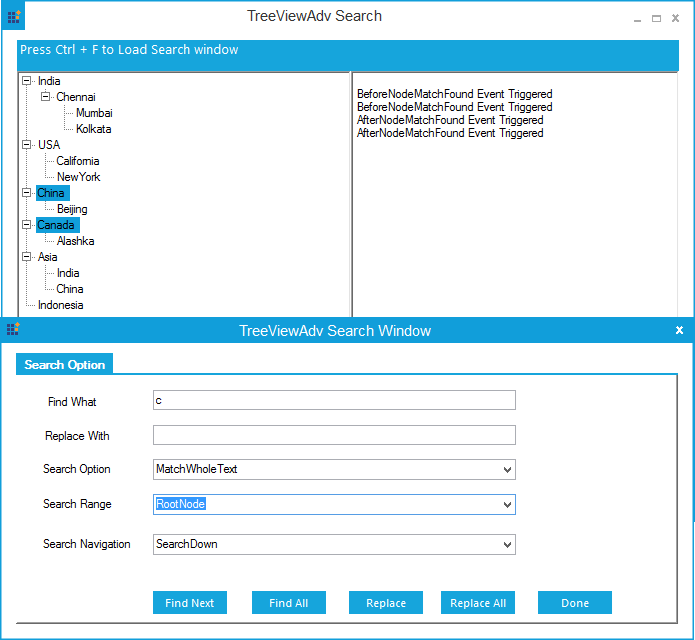 TreeViewAdv Search
Press Ctrl + F to Load Search window
India
Chennai
Mumbai
Kolkata
USA
California
NewYork
China
Beijing
Canada
Alashka
Asia
India
China
Indonesia
BeforeNodeMatchFound Event Triggered
BeforeNodeMatchFound Event Triggered
AfterNodeMatchFound Event Triggered
AfterNodeMatchFound Event Triggered
TreeViewAdv Search Window
Search Option
Find What c
Replace With
Search Option MatchWholeText
Search Range RootNode
Search Navigation SearchDown
Find Next Find All Replace Replace All Done